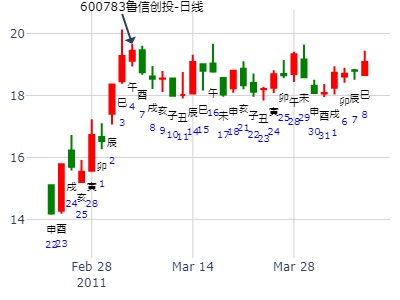 600783鲁信创投-日线
20
18
16
14
申
22
酉
23
戌
24
亥
25
寅
28
卯
1
辰
2
巳
3
午
4
酉
7
戌
8
亥
9
子
10
丑
11
辰
14
巳
15
午
16
未
17
申
18
亥
21
子
22
丑
23
寅
24
卯
25
午
28
未
29
申
30
酉
31
戌
1
卯
6
辰
7
巳
8
Feb 28
2011
Mar 14
Mar 28